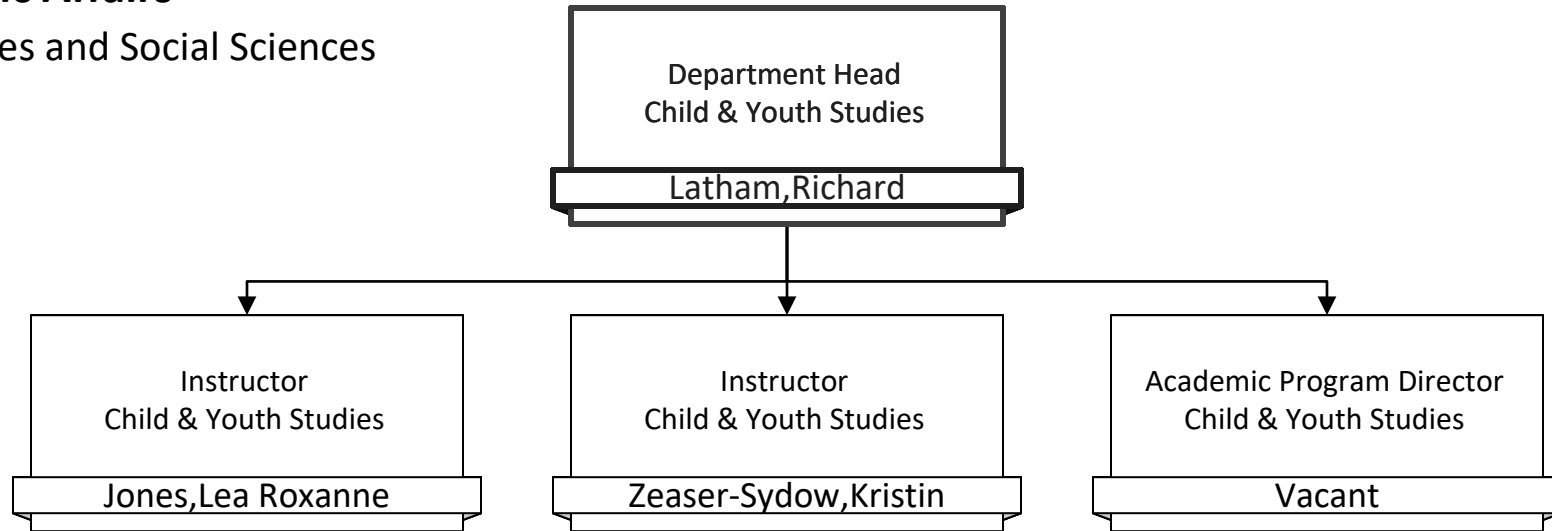 es and Social Sciences
Department Head
Child & Youth Studies
Latham,Richard
Instructor
Child & Youth Studies
Jones,Lea Roxanne
Instructor
Child & Youth Studies
Zeaser-Sydow,Kristin
Academic Program Director
Child & Youth Studies
Vacant